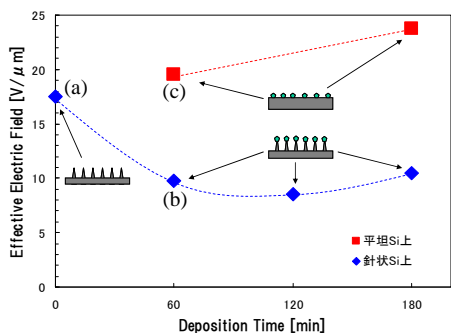 25
20
15
10
5
0
0
60
120
180
Effective Electric Field [V/μm]
Deposition Time [min]
(a)
(c)
(b)
平坦Si上
針状Si上